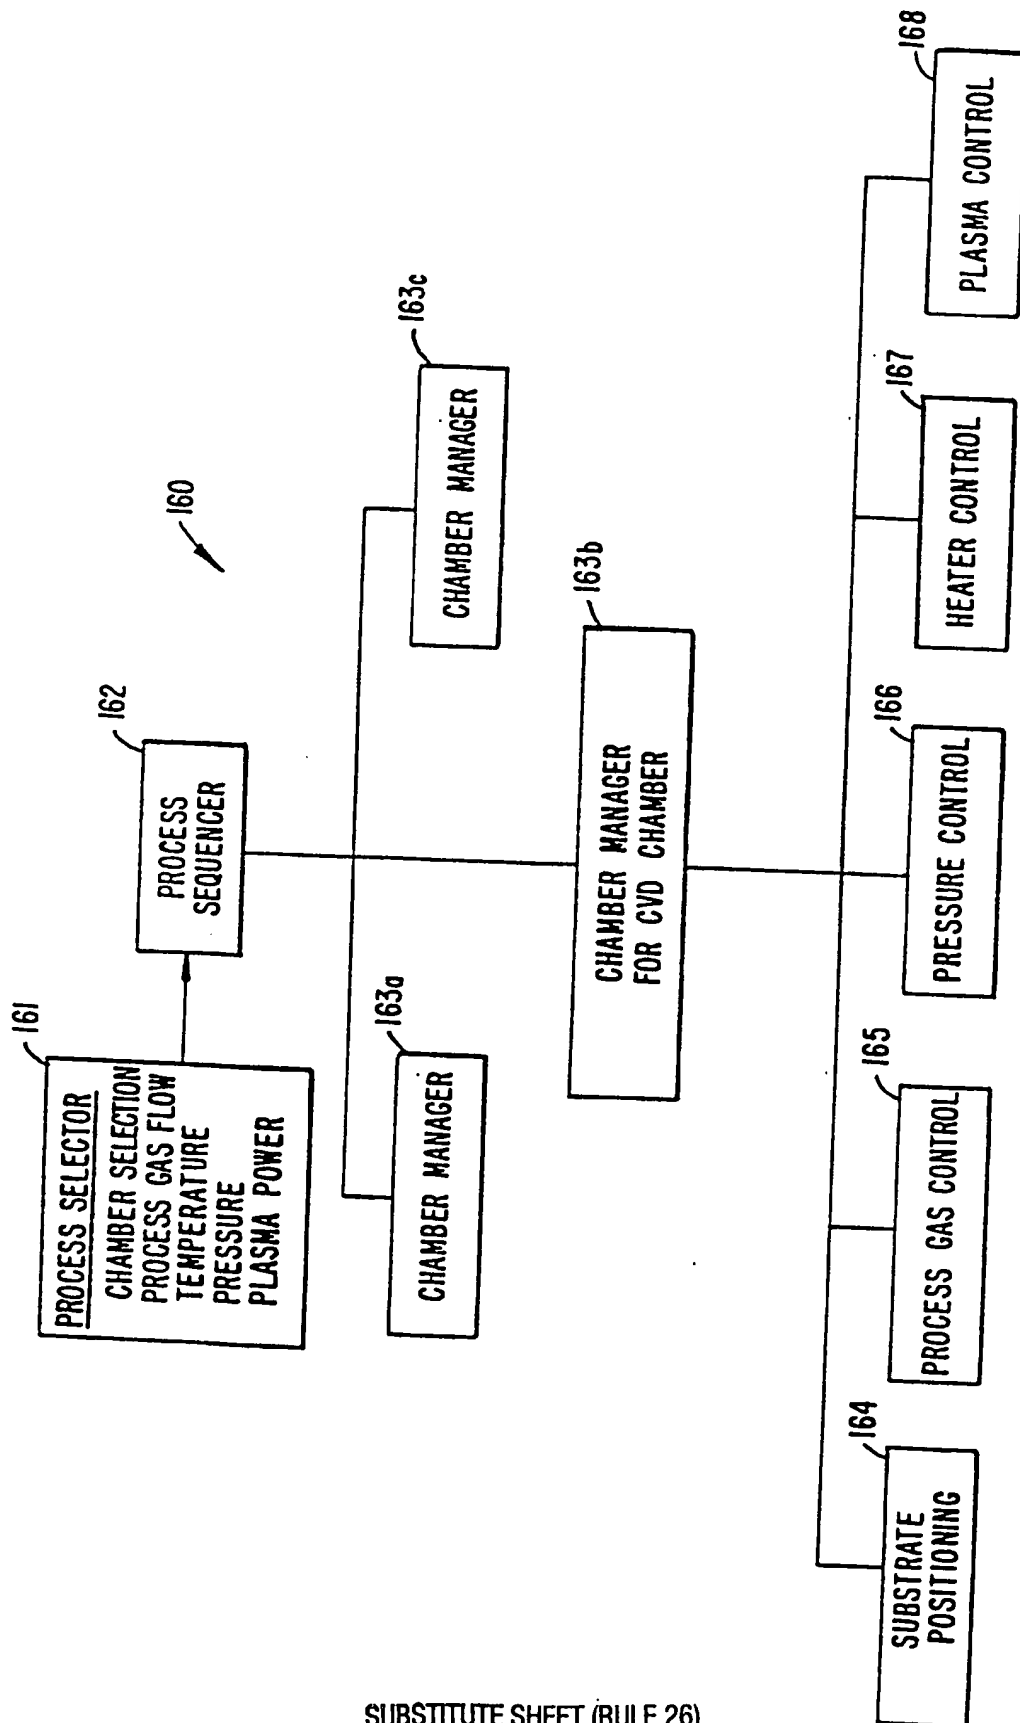 160
161
PROCESS SELECTOR
CHAMBER SELECTION
PROCESS GAS FLOW
TEMPERATURE
PRESSURE
PLASMA POWER
162
PROCESS
SEQUENCER
163a
CHAMBER MANAGER
163c
CHAMBER MANAGER
163b
CHAMBER MANAGER
FOR CVD CHAMBER
164
SUBSTRATE
POSITIONING
165
PROCESS GAS CONTROL
166
PRESSURE CONTROL
167
HEATER CONTROL
168
PLASMA CONTROL
SUBSTITUTE SHEET (RULE 26)